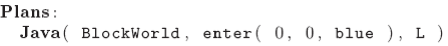 Plans:
Java( BlockWorld, enter( 0, 0, blue ), L )